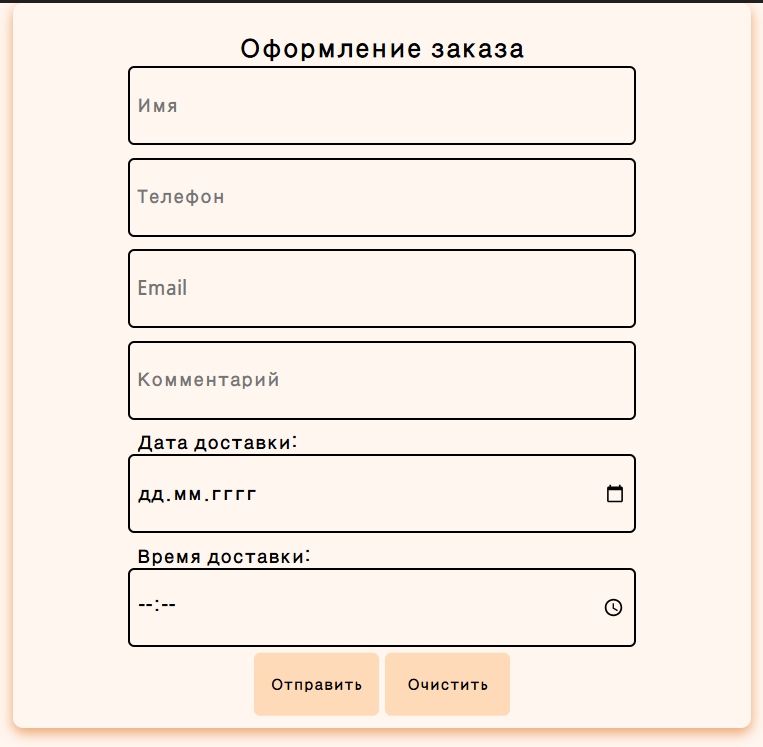 Оформление заказа
Имя
Телефон
Email
Комментарий
Дата доставки:
дд.мм.гггг
Время доставки:
--:--
Отправить Очистить